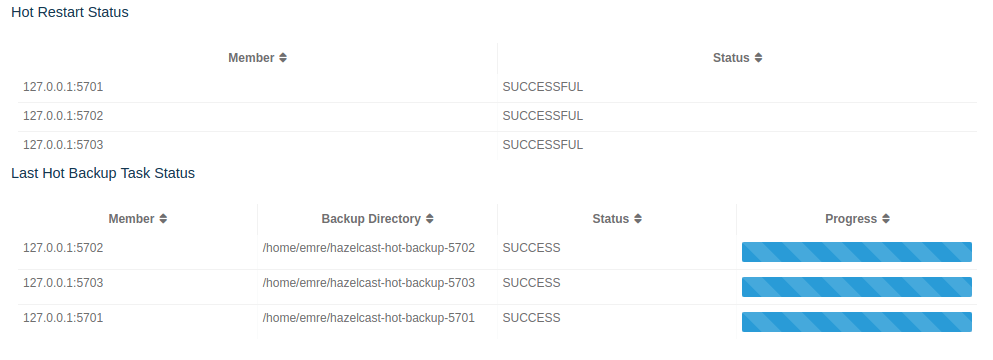 Hot Restart Status
Member Status
127.0.0.1:5701 SUCCESSFUL
127.0.0.1:5702 SUCCESSFUL
127.0.0.1:5703 SUCCESSFUL
Last Hot Backup Task Status
Member Backup Directory Status Progress
127.0.0.1:5702 /home/emre/hazelcast-hot-backup-5702 SUCCESS
127.0.0.1:5703 /home/emre/hazelcast-hot-backup-5703 SUCCESS
127.0.0.1:5701 /home/emre/hazelcast-hot-backup-5701 SUCCESS